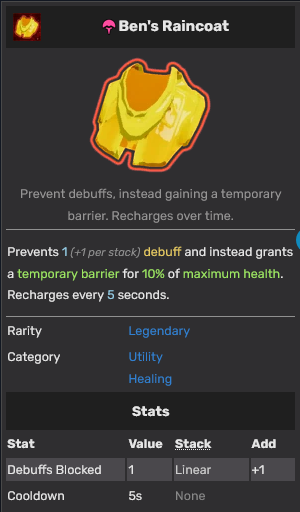 Ben's Raincoat
Prevent debuffs, instead gaining a temporary
barrier. Recharges over time.
Prevents 1 (+1 per stack) debuff and instead grants
a temporary barrier for 10% of maximum health.
Recharges every 5 seconds.
Rarity Legendary
Category Utility
Healing
Stats
Stat Value Stack Add
Debuffs Blocked 1 Linear +1
Cooldown 5s None